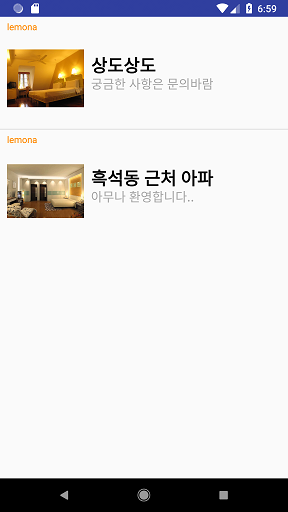 6:59
lemona
상도상도
궁금한 사항은 문의바람
lemona
흑석동 근처 아파
아무나 환영합니다..